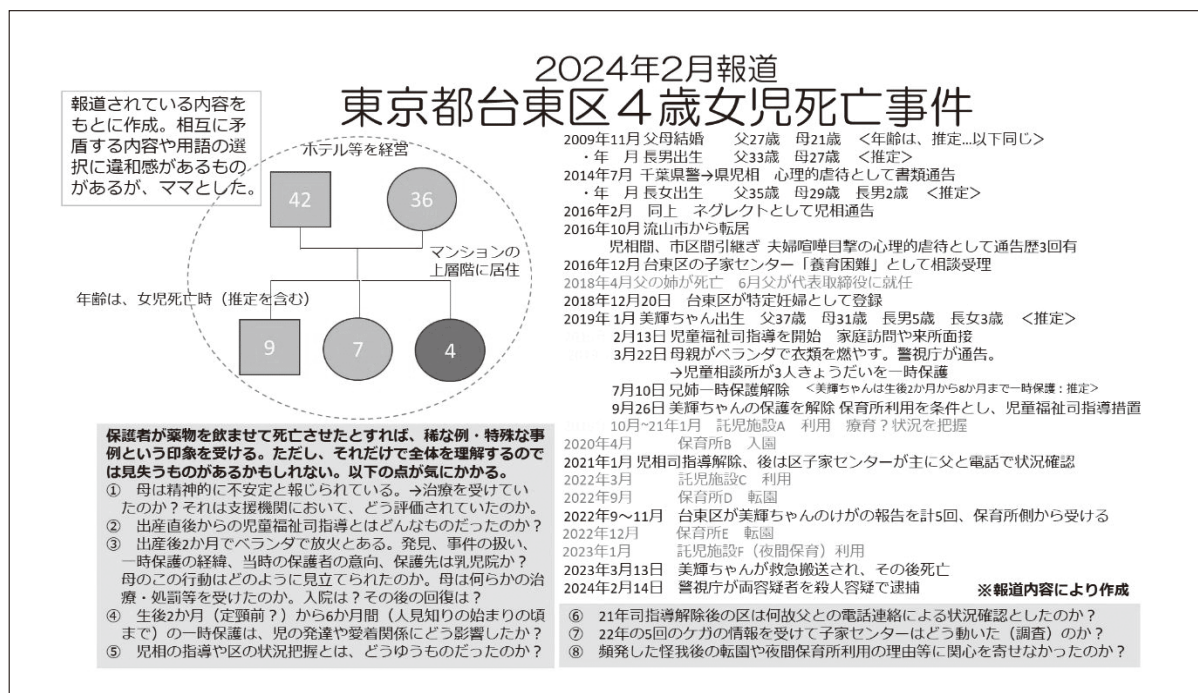 2024年2月報道
東京都台東区4歳女児死亡事件
報道されている内容を
もとに作成。相互に矛
盾する内容や用語の選
択に違和感があるもの
があるが、ママとした。
ホテル等を経営
42
36
マンションの
上層階に居住
年齢は、女児死亡時(推定を含む)
9
7
4
2009年11月 父母結婚 父27歳 母21歳 <年齢は、推定…以下同じ>
・年 月 長男出生 父33歳 母27歳 <推定>
2014年7月 千葉県警→県児相 心理的虐待として書類通告
・年 月 長女出生 父35歳 母29歳 長男2歳 <推定>
2016年2月 同上 ネグレクトとして児相通告
2016年10月 流山市から転居
児相間、市区間引継ぎ 夫婦喧嘩目撃の心理的虐待として通告歴3回有
2016年12月 台東区の子家センター「養育困難」として相談受理
2018年4月父の姉が死亡 6月父が代表取締役に就任
2018年12月20日 台東区が特定妊婦として登録
2019年 1月 美輝ちゃん出生 父37歳 母31歳 長男5歳 長女3歳 <推定>
2月13日 児童福祉司指導を開始 家庭訪問や来所面接
3月22日 母親がベランダで衣類を燃やす。警視庁が通告。
→児童相談所が3人きょうだいを一時保護
7月10日 兄姉一時保護解除 <美輝ちゃんは生後2か月から8か月まで一時保護:推定>
9月26日 美輝ちゃんの保護を解除 保育所利用を条件とし、児童福祉司指導措置
10月~21年1月 託児施設A 利用 療育?状況を把握
2020年4月 保育所B 入園
2021年1月 児相司指導解除、後は区子家センターが主に父と電話で状況確認
2022年3月 託児施設C 利用
2022年9月 保育所D 転園
2022年9~11月 台東区が美輝ちゃんのけがの報告を計5回、保育所側から受ける
2022年12月 保育所E 転園
2023年1月 託児施設F(夜間保育)利用
2023年3月13日 美輝ちゃんが救急搬送され、その後死亡
2024年2月14日 警視庁が両容疑者を殺人容疑で逮捕 ※報道内容により作成
保護者が薬物を飲ませて死亡させたとすれば、稀な例・特殊な事
例という印象を受ける。ただし、それだけで全体を理解するので
は見失うものがあるかもしれない。以下の点が気にかかる。
① 母は精神的に不安定と報じられている。→治療を受けてい
たのか?それは支援機関において、どう評価されていたのか。
② 出産直後からの児童福祉司指導とはどんなものだったのか?
③ 出産後2か月でベランダで放火とある。発見、事件の扱い、
一時保護の経緯、当時の保護者の意向、保護先は乳児院か?
母のこの行動はどのように見立てられたのか。母は何らかの治
療・処罰等を受けたのか。入院は?その後の回復は?
④ 生後2か月(定頸前?)から6か月間(人見知りの始まりの頃
まで)の一時保護は、児の発達や愛着関係にどう影響したか?
⑤ 児相の指導や区の状況把握とは、どうゆうものだったのか?
⑥ 21年司指導解除後の区は何故父との電話連絡による状況確認としたのか?
⑦ 22年の5回のケガの情報を受けて子家センターはどう動いた(調査)のか?
⑧ 頻発した怪我後の転園や夜間保育所利用の理由等に関心を寄せなかったのか?